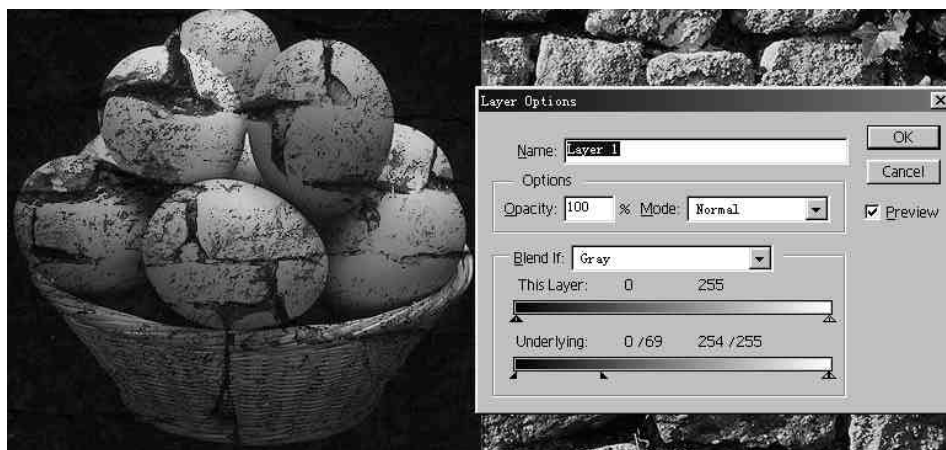 Layer Options
Name: Layer 1
OK
Cancel
Options
Opacity: 100 % Mode: Normal
Preview
Blend If: Gray
This Layer: 0 255
Underlying: 0 /69 254 /255